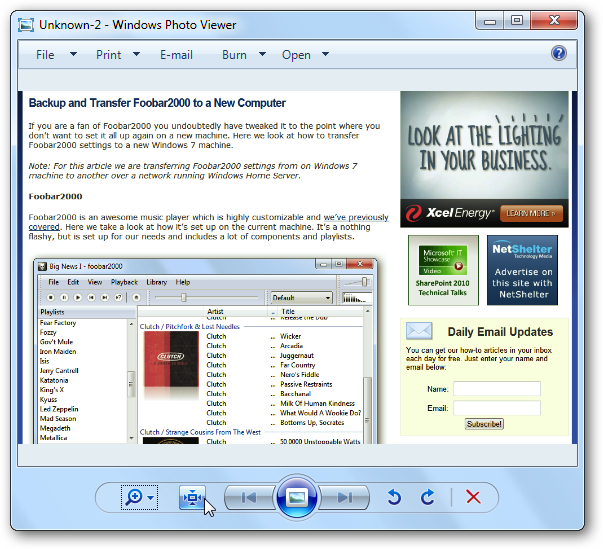 Unknown-2 - Windows Photo Viewer
File Print E-mail Burn Open
Backup and Transfer Foobar2000 to a New Computer
If you are a fan of Foobar2000 you undoubtedly have tweaked it to the point where you
don't want to set it all up again on a new machine. Here we look at how to transfer
Foobar2000 settings to a new Windows 7 machine.
Note: For this article we are transferring Foobar2000 settings from on Windows 7
machine to another over a network running Windows Home Server.
Foobar2000
Foobar2000 is an awesome music player which is highly customizable and we've previously
covered. Here we take a look at how it's set up on the current machine. It's a nothing
flashy, but is set up for our needs and includes a lot of components and playlists.
Big News I - foobar2000
File Edit View Playback Library Help
Default
Playlists
Fear Factory
Fozzy
Gov't Mule
Iron Maiden
Isis
Jerry Cantrell
Katatonia
King's X
Kyuss
Led Zeppelin
Mad Season
Megadeth
Metallica
Artist .. Title
Clutch .. Release the Dub
Clutch / Pitchfork & Lost Needles
CLUTCH
Clutch .. Wicker
Clutch .. Arcadia
Clutch .. Juggernaut
Clutch .. Far Country
Clutch .. Nero's Fiddle
Clutch .. Passive Restraints
Clutch .. Bacchanal
Clutch .. Milk Of Human Kindness
Clutch .. What Would A Wookie Do?
Clutch .. Bottoms Up, Socrates
Clutch / Strange Cousins From The West
Clutch .. 50,0000 Unstoppable Watts
Clutch
LOOK AT THE LIGHTING
IN YOUR BUSINESS.
Xcel Energy
LEARN MORE
Microsoft IT
Showcase
Video
SharePoint 2010
Technical Talks
NetShelter
Technology Media
Advertise on
this site with
NetShelter
Daily Email Updates
You can get our how-to articles in your inbox
each day for free. Just enter your name and
email below:
Name:
Email:
Subscribe!